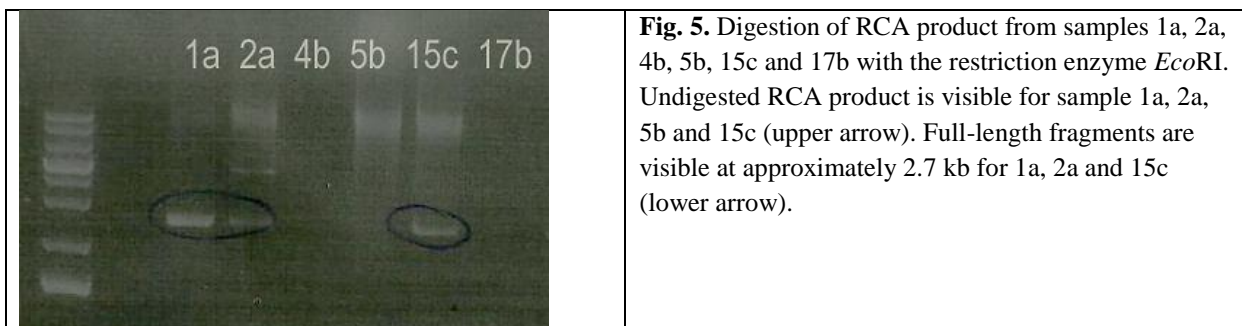 1a 2a 4b 5b 15c 17b
Fig. 5. Digestion of RCA product from samples 1a, 2a,
4b, 5b, 15c and 17b with the restriction enzyme EcoRI.
Undigested RCA product is visible for sample 1a, 2a,
5b and 15c (upper arrow). Full-length fragments are
visible at approximately 2.7 kb for 1a, 2a and 15c
(lower arrow).